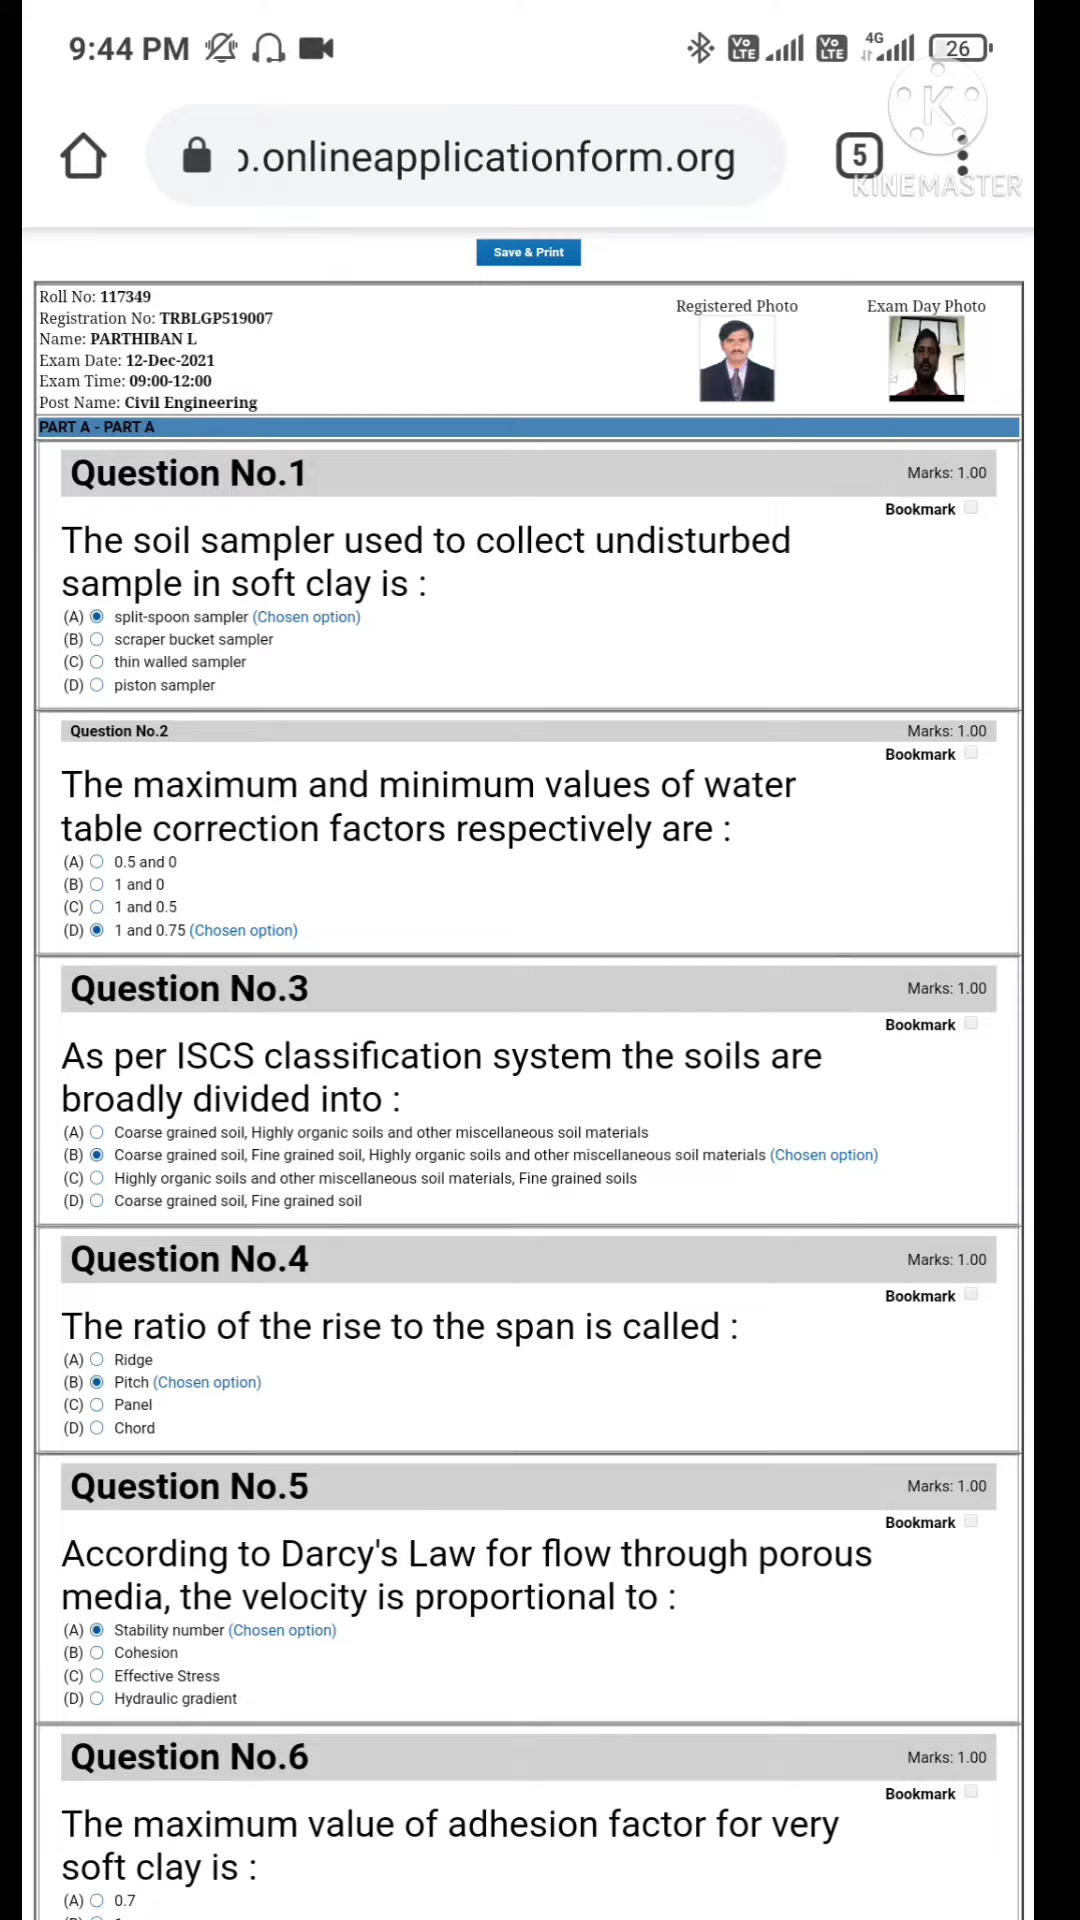 9:44 PM
Vo LTE
Vo LTE
4G
26
ɔ.onlineapplicationform.org
5
K
KINEMASTER
Save & Print
Roll No: 117349
Registration No: TRBLGP519007
Name: PARTHIBAN L
Exam Date: 12-Dec-2021
Exam Time: 09:00-12:00
Post Name: Civil Engineering
Registered Photo
Exam Day Photo
PART A - PART A
Question No.1
Marks: 1.00
Bookmark
The soil sampler used to collect undisturbed
sample in soft clay is :
(A) split-spoon sampler (Chosen option)
(B) scraper bucket sampler
(C) thin walled sampler
(D) piston sampler
Question No.2
Marks: 1.00
Bookmark
The maximum and minimum values of water
table correction factors respectively are :
(A) 0.5 and 0
(B) 1 and 0
(C) 1 and 0.5
(D) 1 and 0.75 (Chosen option)
Question No.3
Marks: 1.00
Bookmark
As per ISCS classification system the soils are
broadly divided into :
(A) Coarse grained soil, Highly organic soils and other miscellaneous soil materials
(B) Coarse grained soil, Fine grained soil, Highly organic soils and other miscellaneous soil materials (Chosen option)
(C) Highly organic soils and other miscellaneous soil materials, Fine grained soils
(D) Coarse grained soil, Fine grained soil
Question No.4
Marks: 1.00
Bookmark
The ratio of the rise to the span is called :
(A) Ridge
(B) Pitch (Chosen option)
(C) Panel
(D) Chord
Question No.5
Marks: 1.00
Bookmark
According to Darcy's Law for flow through porous
media, the velocity is proportional to :
(A) Stability number (Chosen option)
(B) Cohesion
(C) Effective Stress
(D) Hydraulic gradient
Question No.6
Marks: 1.00
Bookmark
The maximum value of adhesion factor for very
soft clay is :
(A) 0.7